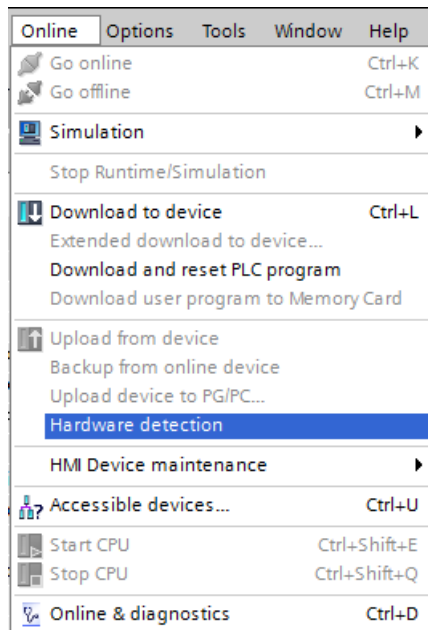 Online Options Tools Window Help
Go online Ctrl+K
Go offline Ctrl+M
Simulation
Stop Runtime/Simulation
Download to device Ctrl+L
Extended download to device...
Download and reset PLC program
Download user program to Memory Card
Upload from device
Backup from online device
Upload device to PG/PC...
Hardware detection
HMI Device maintenance
Accessible devices... Ctrl+U
Start CPU Ctrl+Shift+E
Stop CPU Ctrl+Shift+Q
Online & diagnostics Ctrl+D